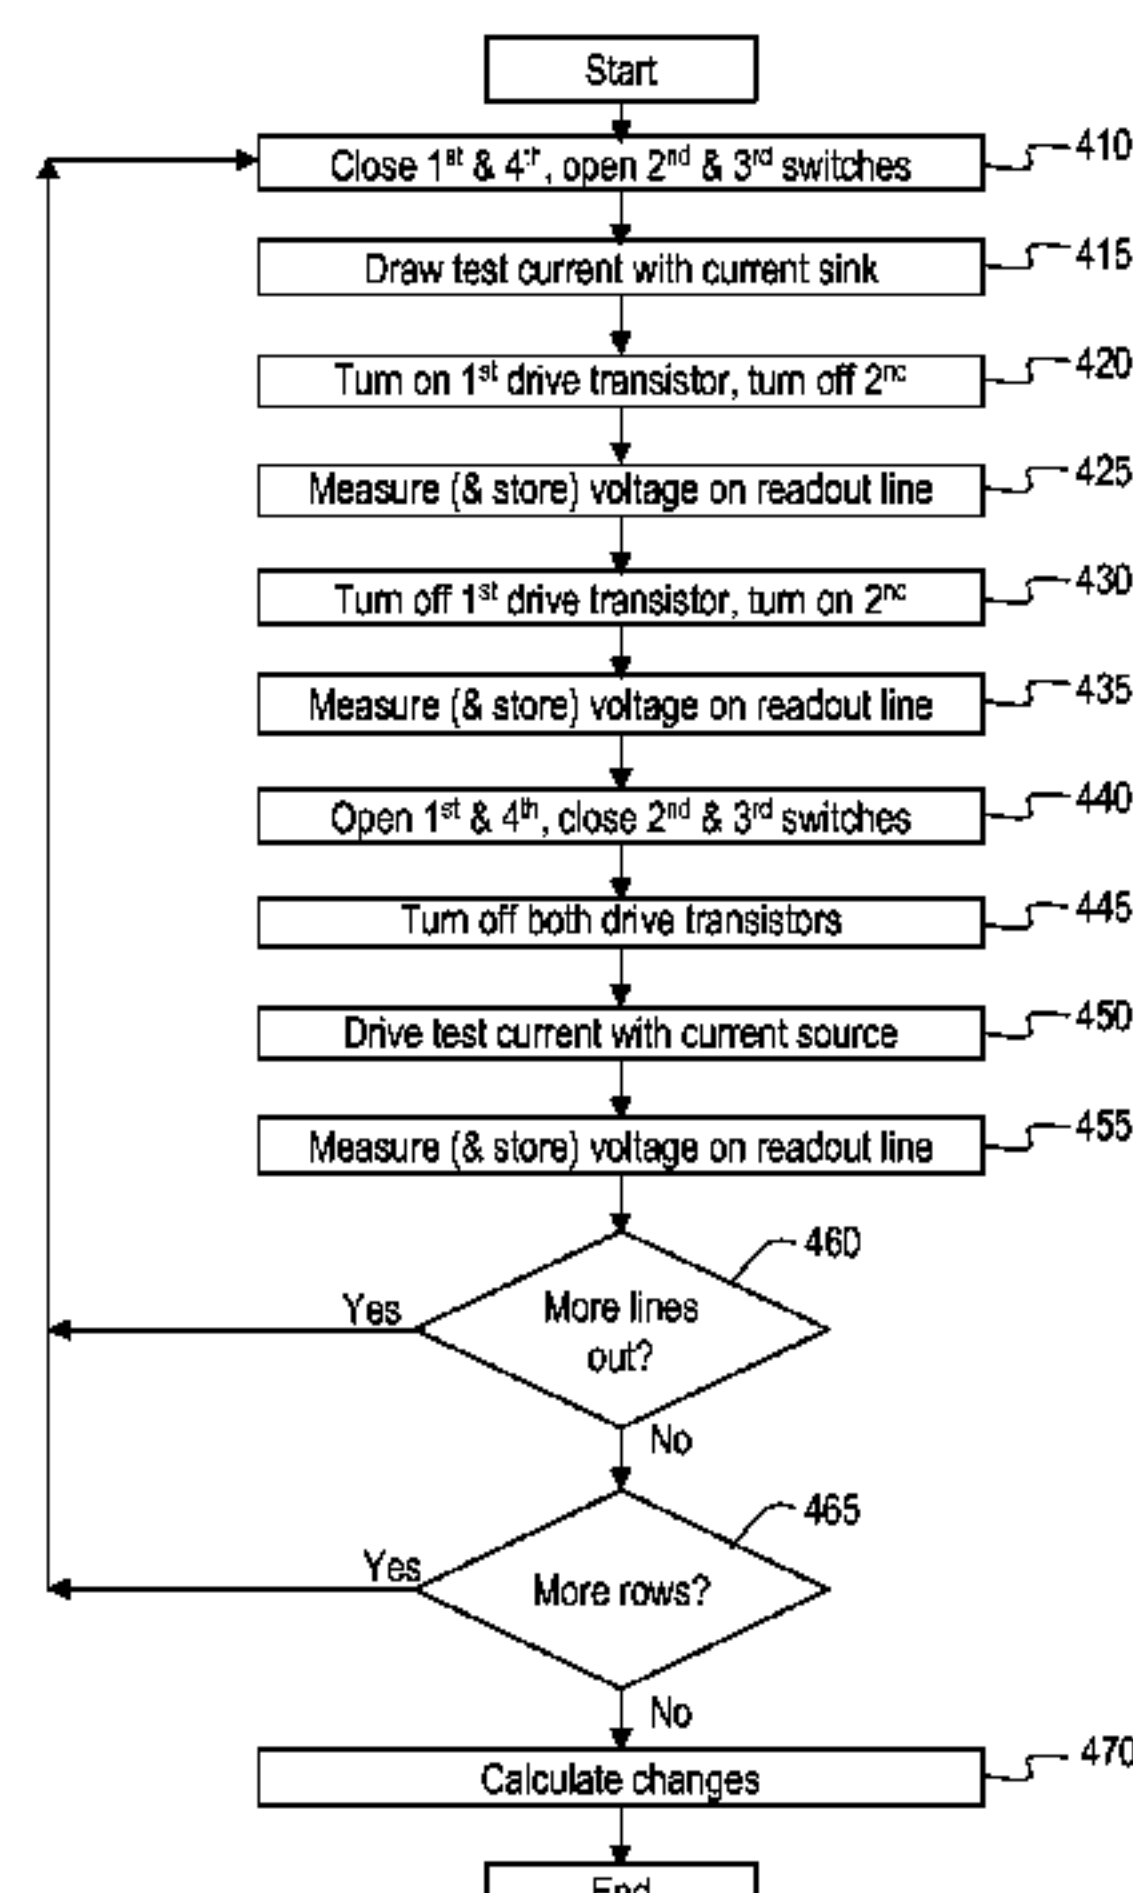 Start
Close 1st & 4th, open 2nd & 3rd switches
410
Draw test current with current sink
415
Turn on 1st drive transistor, turn off 2nd
420
Measure (& store) voltage on readout line
425
Turn off 1st drive transistor, turn on 2nd
430
Measure (& store) voltage on readout line
435
Open 1st & 4th, close 2nd & 3rd switches
440
Turn off both drive transistors
445
Drive test current with current source
450
Measure (& store) voltage on readout line
455
460
More lines
out?
Yes
No
465
More rows?
Yes
No
Calculate changes
470
End